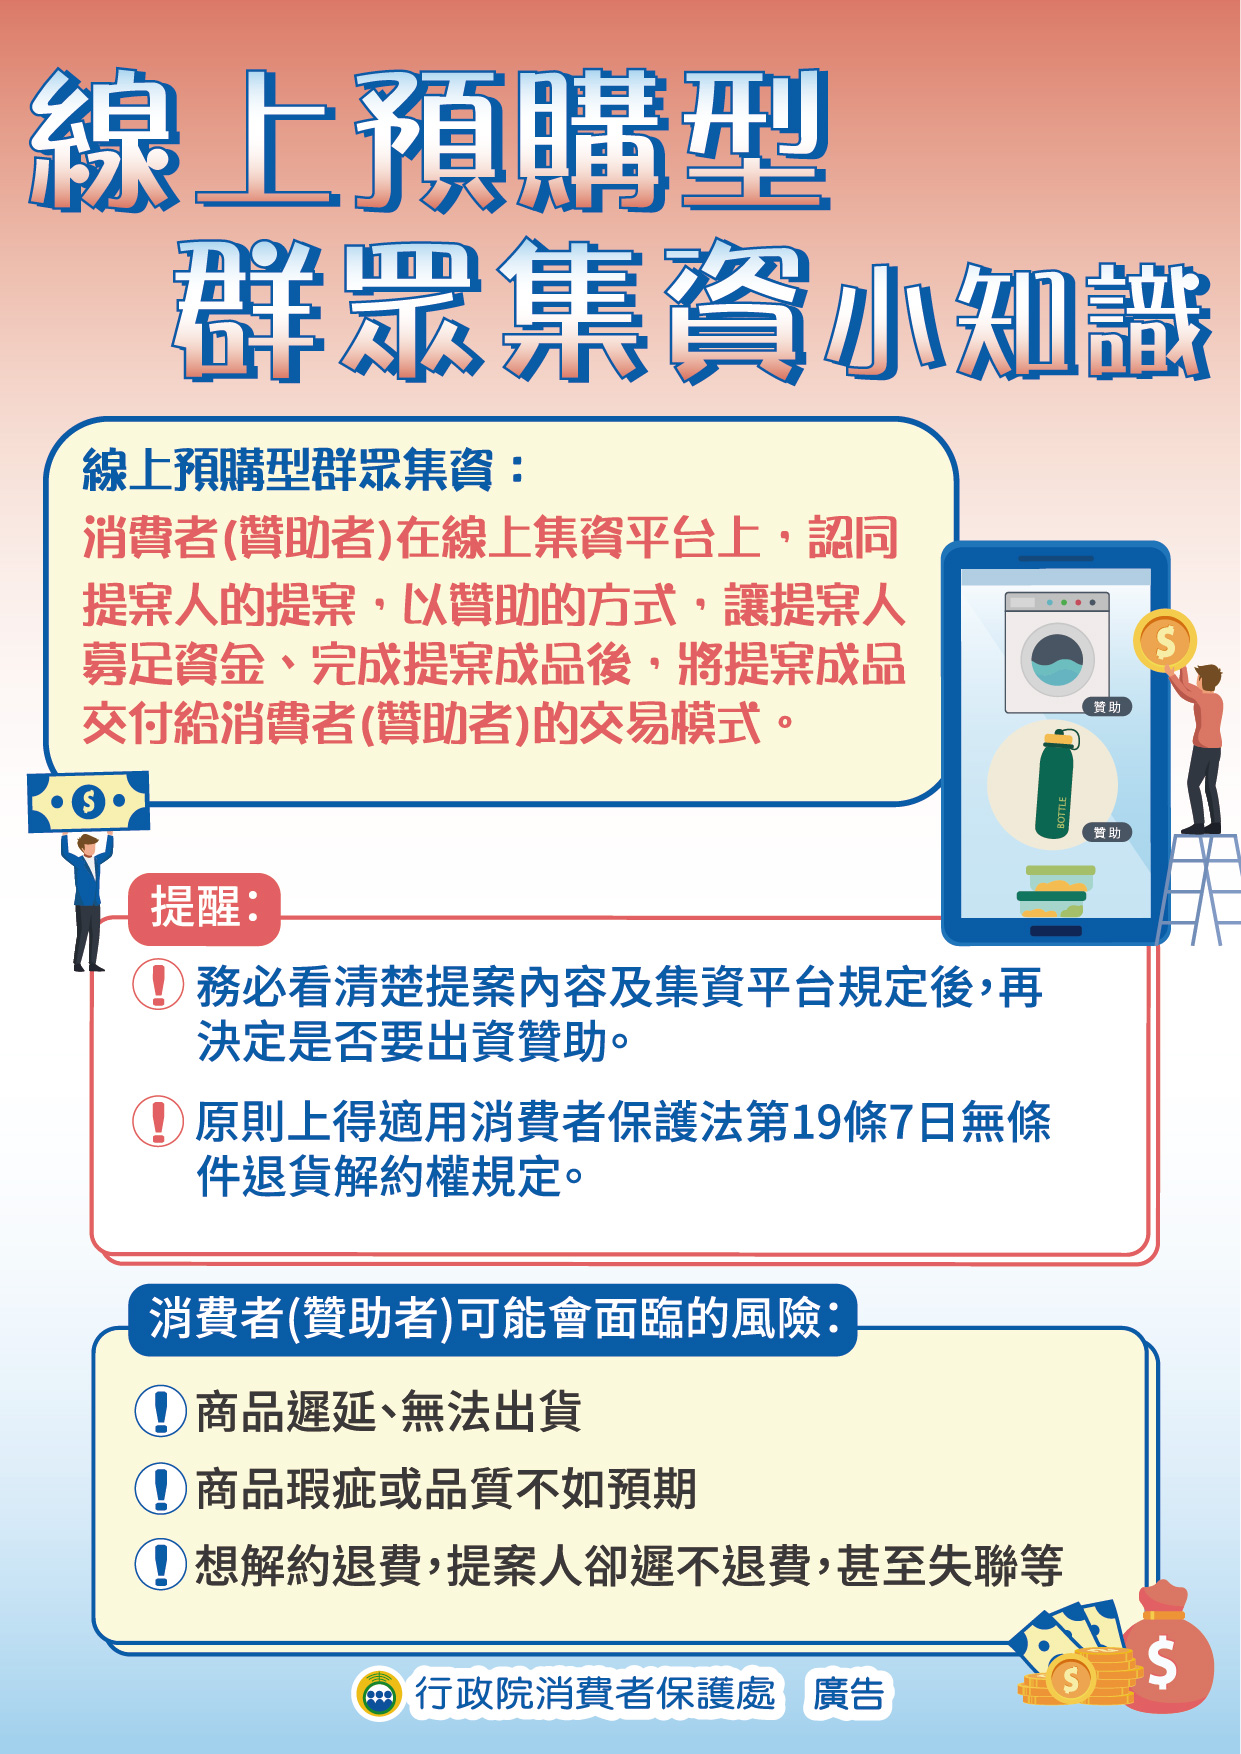 線上預購型
群眾集資小知識
線上預購型群眾集資：
消費者(贊助者)在線上集資平台上，認同
提案人的提案，以贊助的方式，讓提案人
募足資金、完成提案成品後，將提案成品
交付給消費者(贊助者)的交易模式。
贊助
BOTTLE
贊助
提醒：
務必看清楚提案內容及集資平台規定後，再
決定是否要出資贊助。
原則上得適用消費者保護法第19條7日無條
件退貨解約權規定。
消費者(贊助者)可能會面臨的風險：
商品遲延、無法出貨
商品瑕疵或品質不如預期
想解約退費，提案人卻遲不退費，甚至失聯等
行政院消費者保護處　廣告